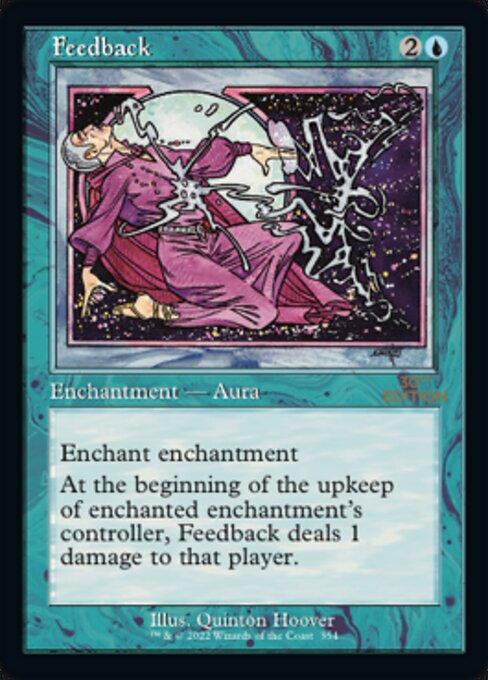 Feedback 2
30TH
EDITION
Enchantment — Aura
Enchant enchantment
At the beginning of the upkeep
of enchanted enchantment's
controller, Feedback deals 1
damage to that player.
Illus. Quinton Hoover
™ & © 2022 Wizards of the Coast 354